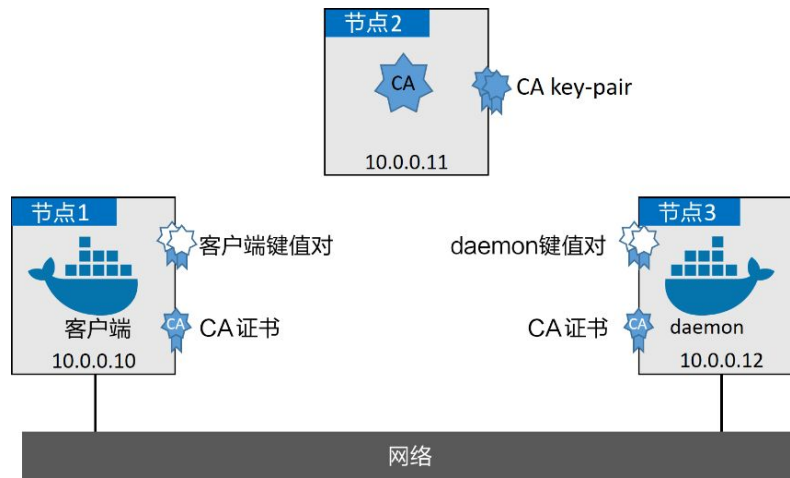 节点2
CA
CA key-pair
10.0.0.11
节点1
客户端键值对
客户端
CA
CA证书
10.0.0.10
节点3
daemon键值对
CA证书
CA
daemon
10.0.0.12
网络